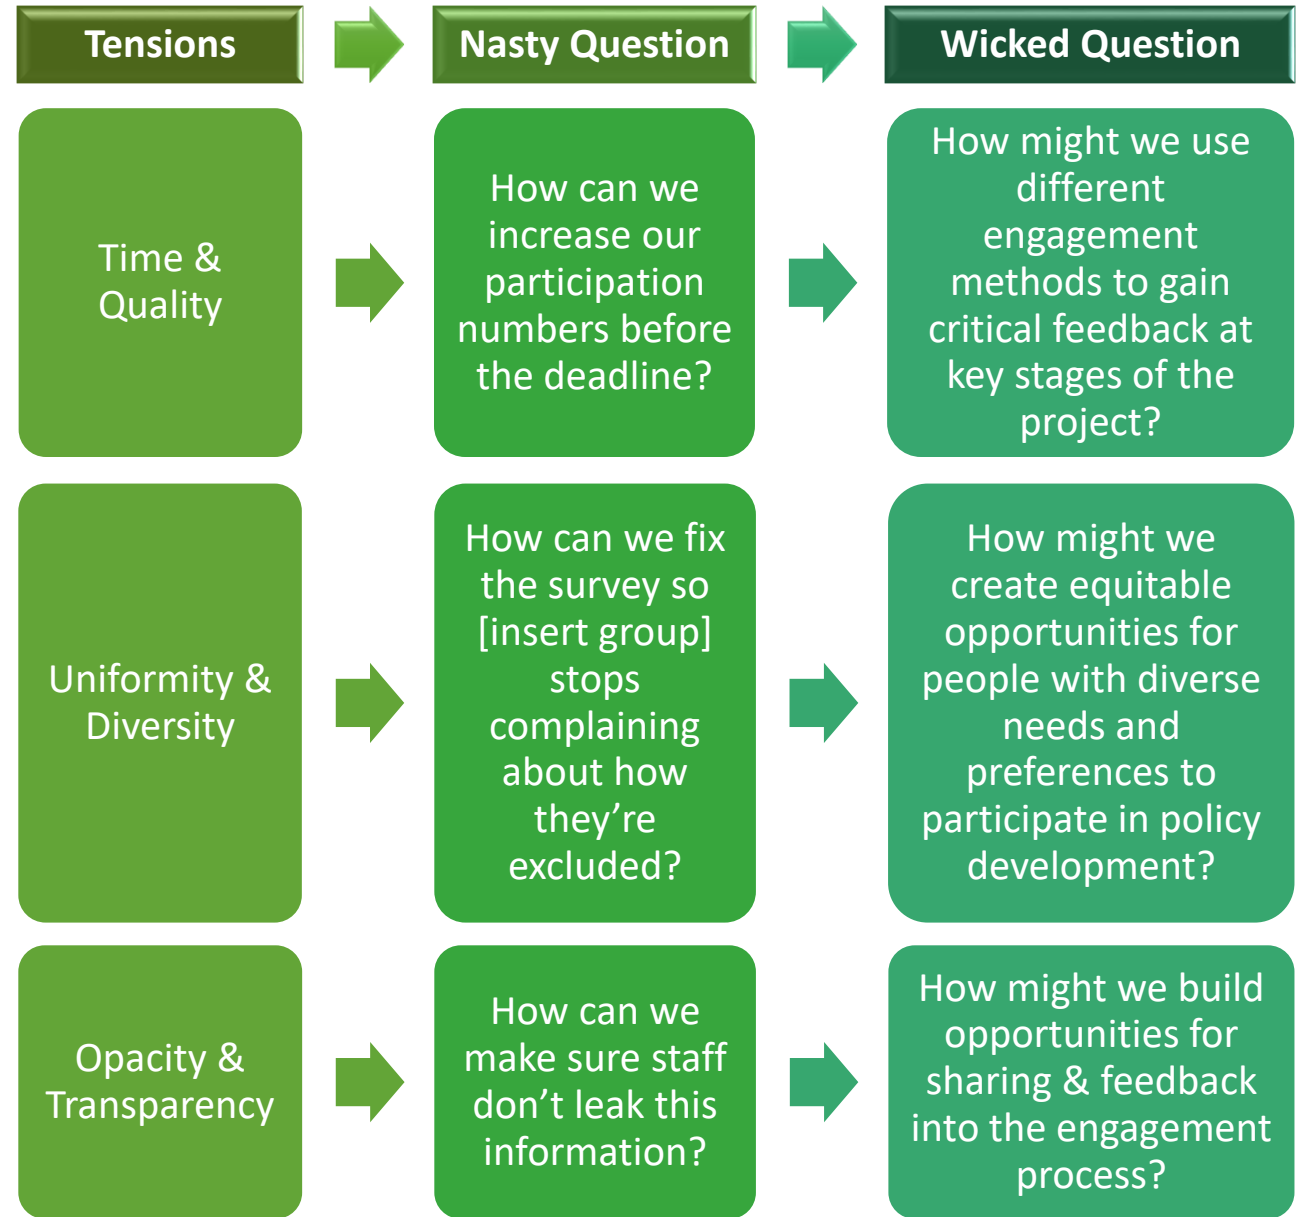 Tensions
Nasty Question
Wicked Question
Time &
Quality
How can we
increase our
participation
numbers before
the deadline?
How might we use
different
engagement
methods to gain
critical feedback at
key stages of the
project?
Uniformity &
Diversity
How can we fix
the survey so
[insert group]
stops
complaining
about how
they’re
excluded?
How might we
create equitable
opportunities for
people with diverse
needs and
preferences to
participate in policy
development?
Opacity &
Transparency
How can we
make sure staff
don’t leak this
information?
How might we build
opportunities for
sharing & feedback
into the engagement
process?